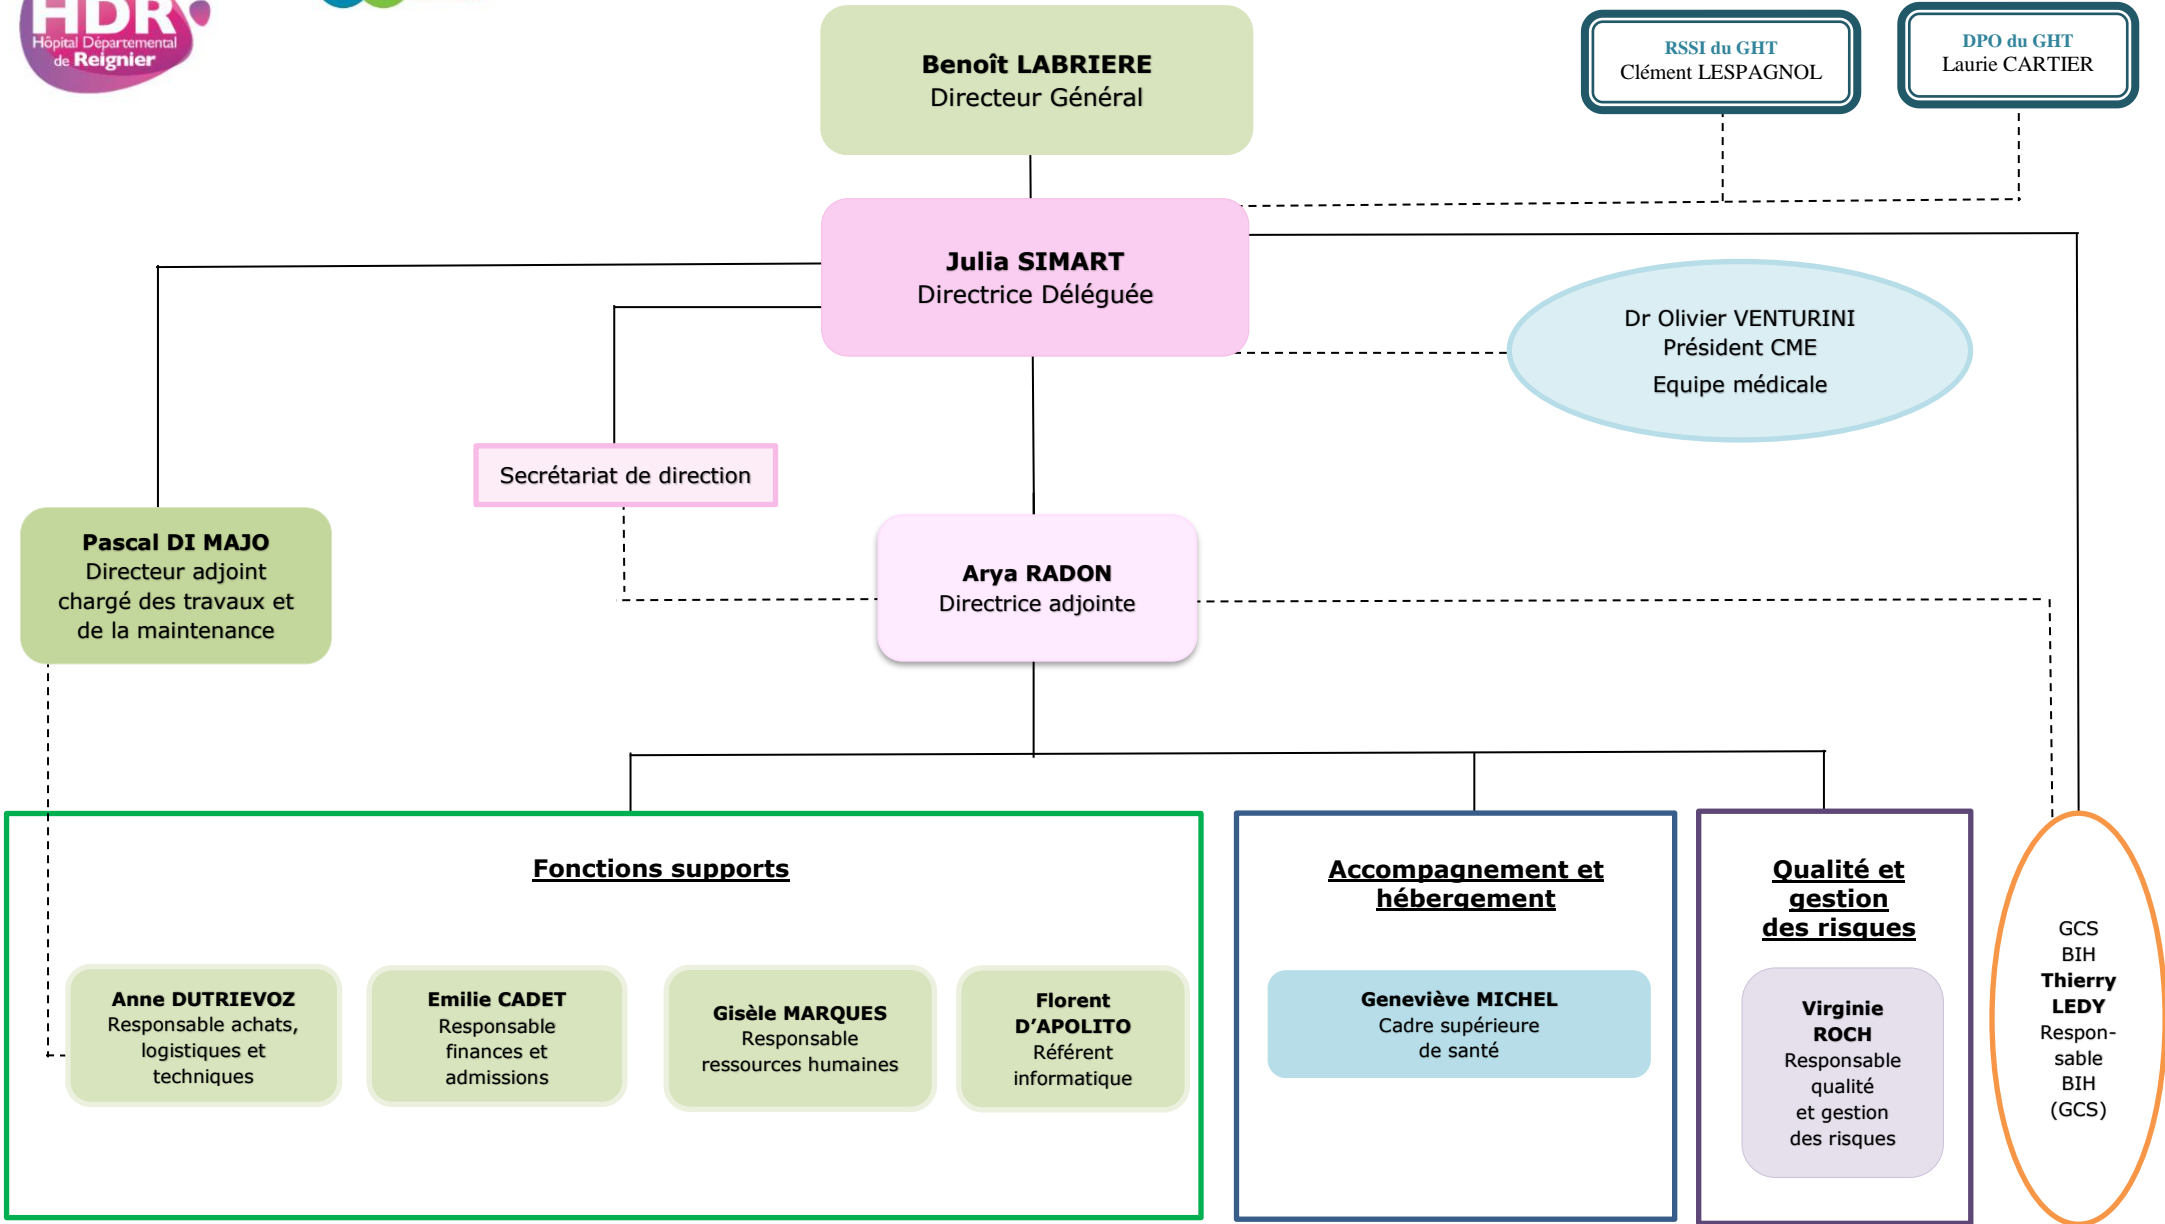 HDR
Hôpital Départemental
de Reignier
Benoît LABRIERE
Directeur Général
RSSI du GHT
Clément LESPAGNOL
DPO du GHT
Laurie CARTIER
Julia SIMART
Directrice Déléguée
Dr Olivier VENTURINI
Président CME
Equipe médicale
Secrétariat de direction
Pascal DI MAJO
Directeur adjoint
chargé des travaux et
de la maintenance
Arya RADON
Directrice adjointe
Fonctions supports
Anne DUTRIEVOZ
Responsable achats,
logistiques et
techniques
Emilie CADET
Responsable
finances et
admissions
Gisèle MARQUES
Responsable
ressources humaines
Florent
D’APOLITO
Référent
informatique
Accompagnement et
hébergement
Geneviève MICHEL
Cadre supérieure
de santé
Qualité et
gestion
des risques
Virginie
ROCH
Responsable
qualité
et gestion
des risques
GCS
BIH
Thierry
LEDY
Respon-
sable
BIH
(GCS)